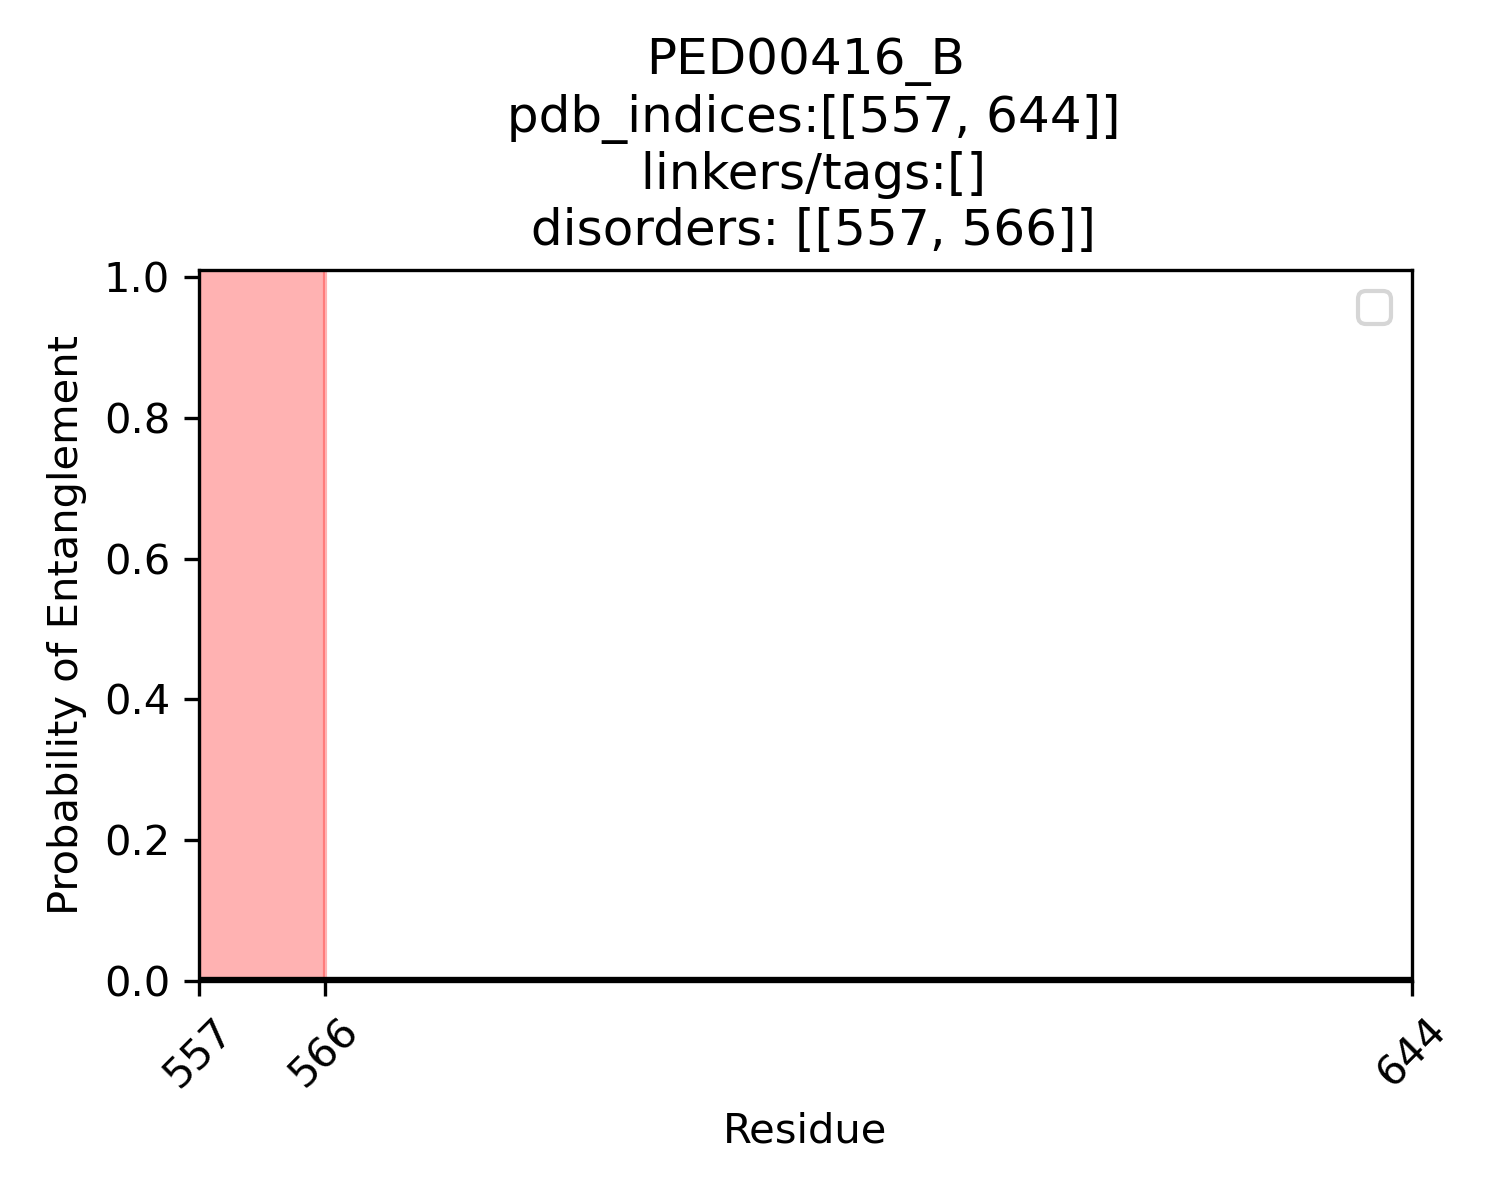 PED00416_B
pdb_indices:[[557, 644]]
linkers/tags:[]
disorders: [[557, 566]]
1.0
0.8
0.6
0.4
0.2
0.0
Probability of Entanglement
557
566
644
Residue